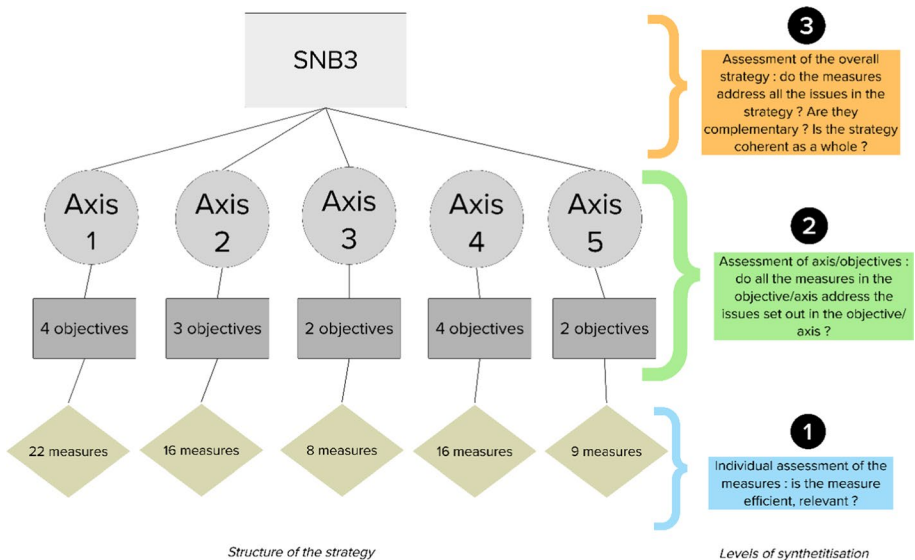 SNB3
Axis
1
Axis
2
Axis
3
Axis
4
Axis
5
4 objectives
3 objectives
2 objectives
4 objectives
2 objectives
22 measures
16 measures
8 measures
16 measures
9 measures
Structure of the strategy
3
Assessment of the overall
strategy : do the measures
address all the issues in the
strategy ? Are they
complementary ? Is the strategy
coherent as a whole ?
2
Assessment of axis/objectives :
do all the measures in the
objective/axis address the
issues set out in the objective/
axis ?
1
Individual assessment of the
measures : is the measure
efficient, relevant ?
Levels of synthetitisation